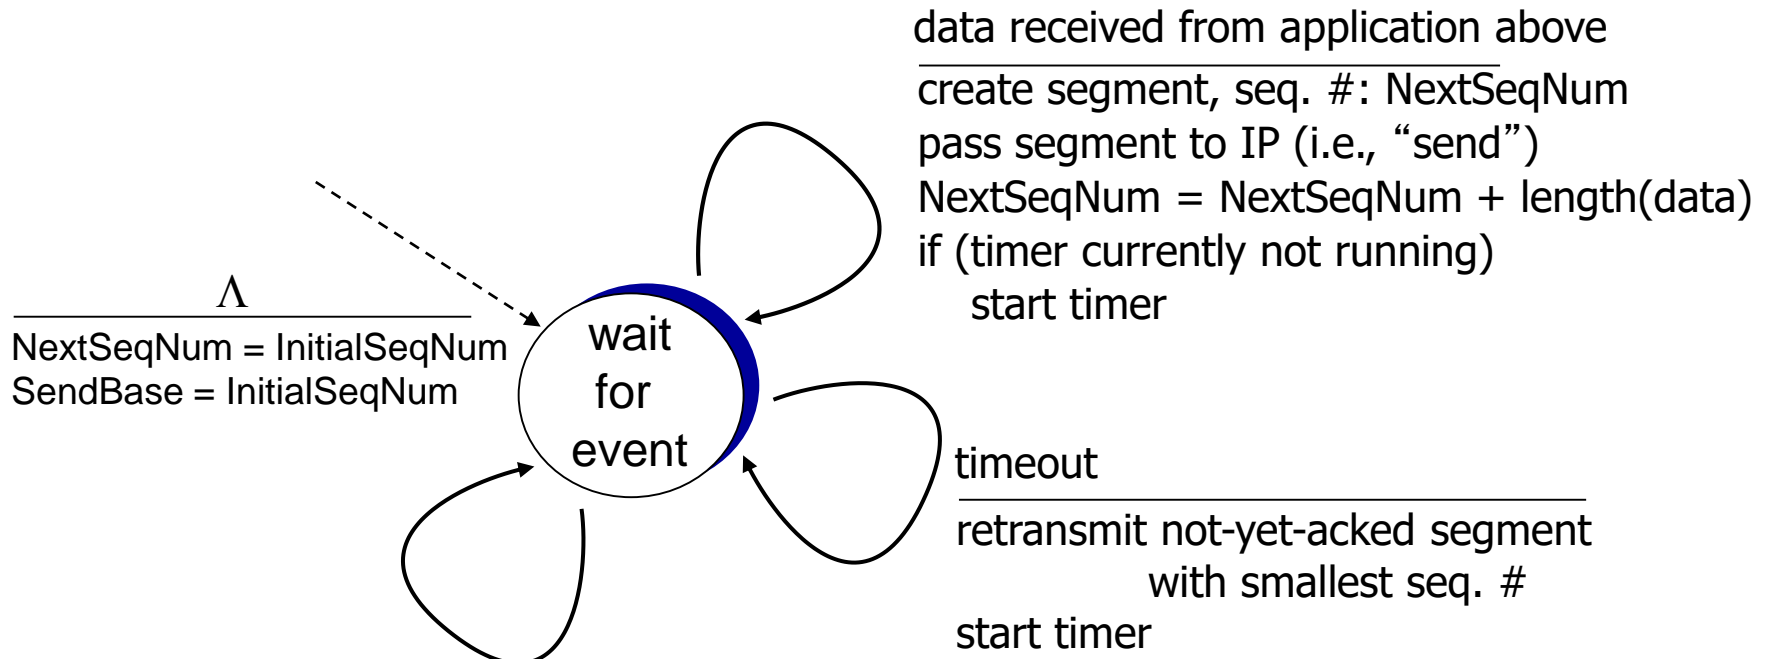 data received from application above
create segment, seq. #: NextSeqNum
pass segment to IP (i.e., “send”)
NextSeqNum = NextSeqNum + length(data)
if (timer currently not running)
start timer
Λ
NextSeqNum = InitialSeqNum
SendBase = InitialSeqNum
wait
for
event
timeout
retransmit not-yet-acked segment
with smallest seq. #
start timer